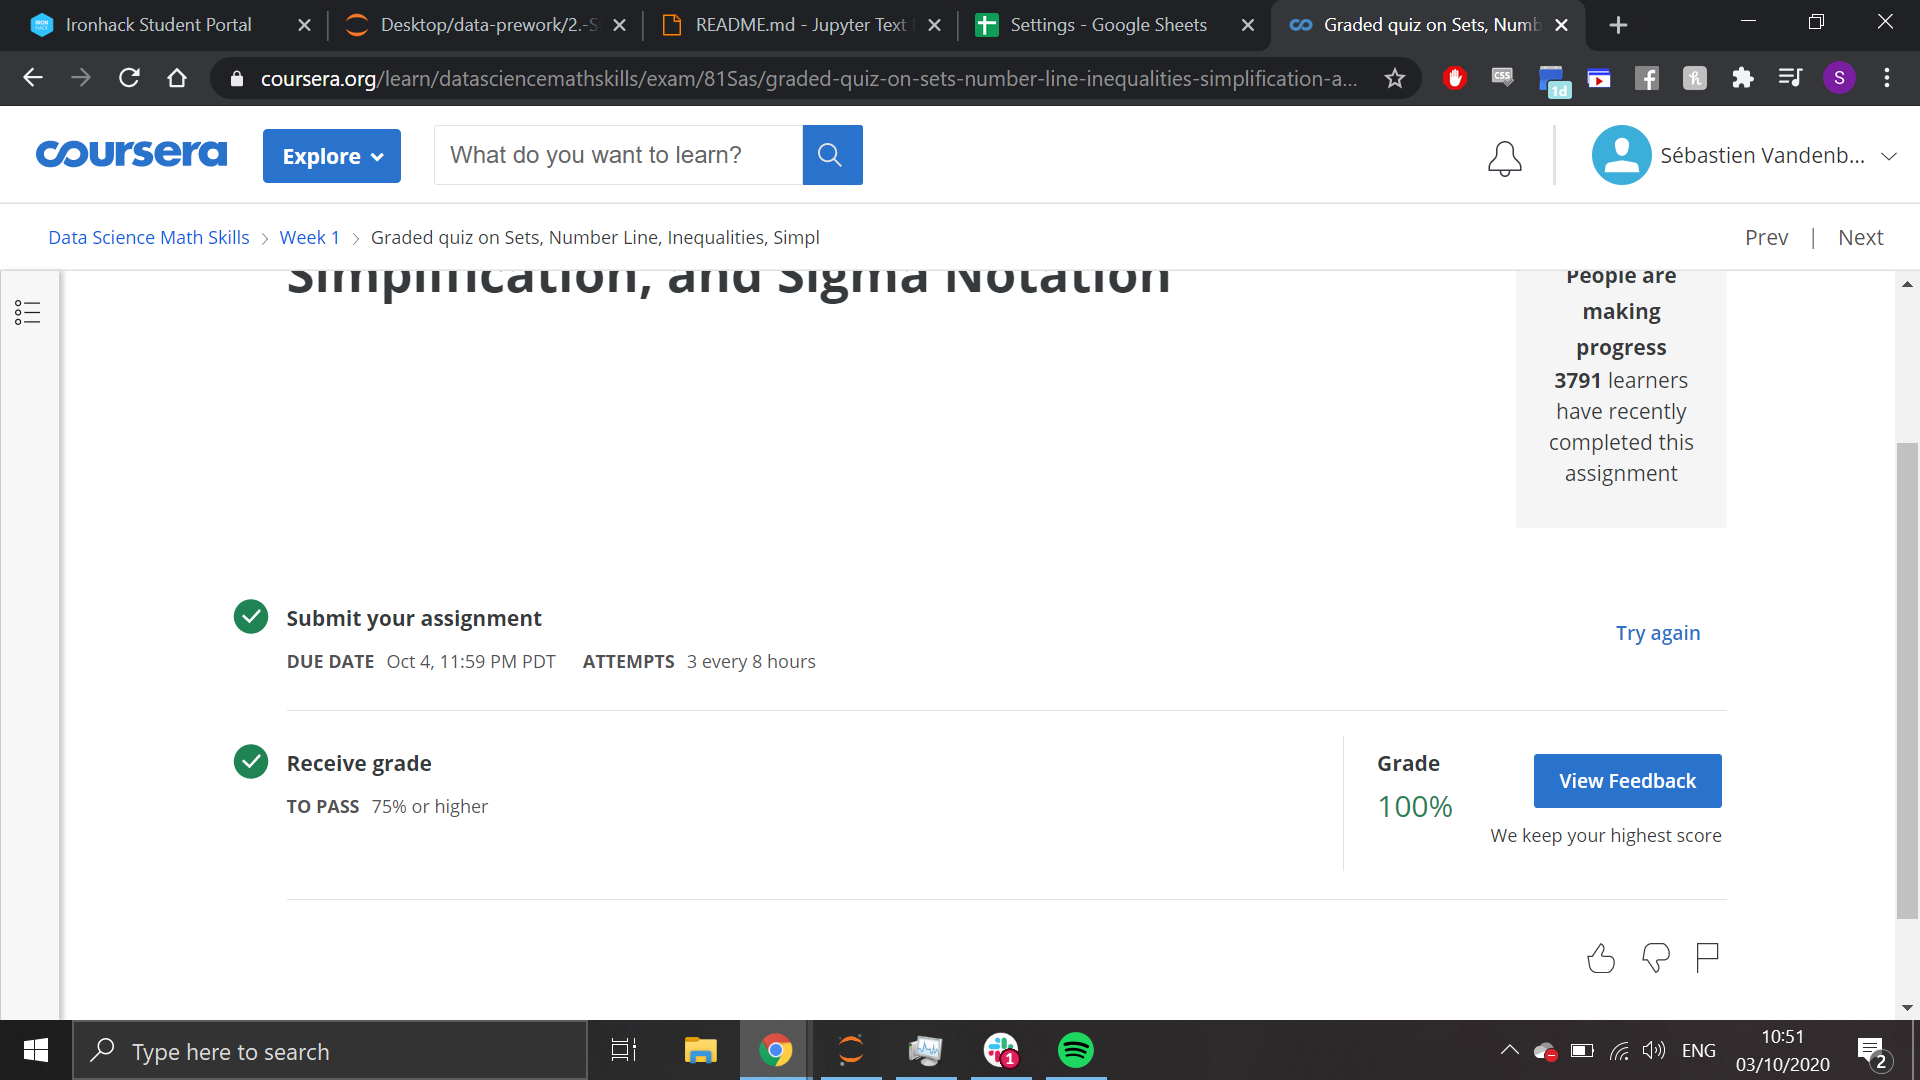 Ironhack Student Portal
Desktop/data-prework/2.-S
README.md - Jupyter Text
Settings - Google Sheets
Graded quiz on Sets, Numb
coursera.org/learn/datasciencemathskills/exam/81Sas/graded-quiz-on-sets-number-line-inequalities-simplification-a...
CSS
1d
S
coursera
Explore
What do you want to learn?
Sébastien Vandenb...
Data Science Math Skills
Week 1
Graded quiz on Sets, Number Line, Inequalities, Simpl
Prev | Next
Simplification, and Sigma Notation
People are
making
progress
3791 learners
have recently
completed this
assignment
Submit your assignment
DUE DATE Oct 4, 11:59 PM PDT ATTEMPTS 3 every 8 hours
Try again
Receive grade
TO PASS 75% or higher
Grade
100%
View Feedback
We keep your highest score
Type here to search
1
ENG
10:51
03/10/2020
2